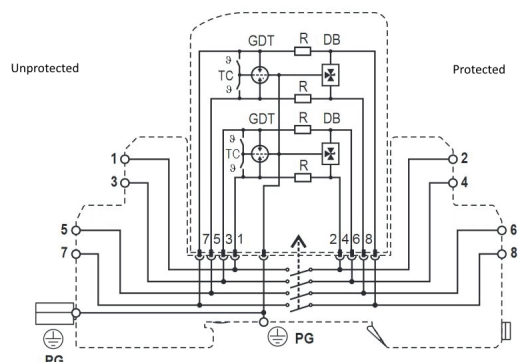 GDT R DB
Unprotected
Protected
ϑ
TC
ϑ
R
GDT R DB
ϑ
TC
ϑ
R
1
2
3
4
5
6
7
8
7 5 3 1
2 4 6 8
PG
PG